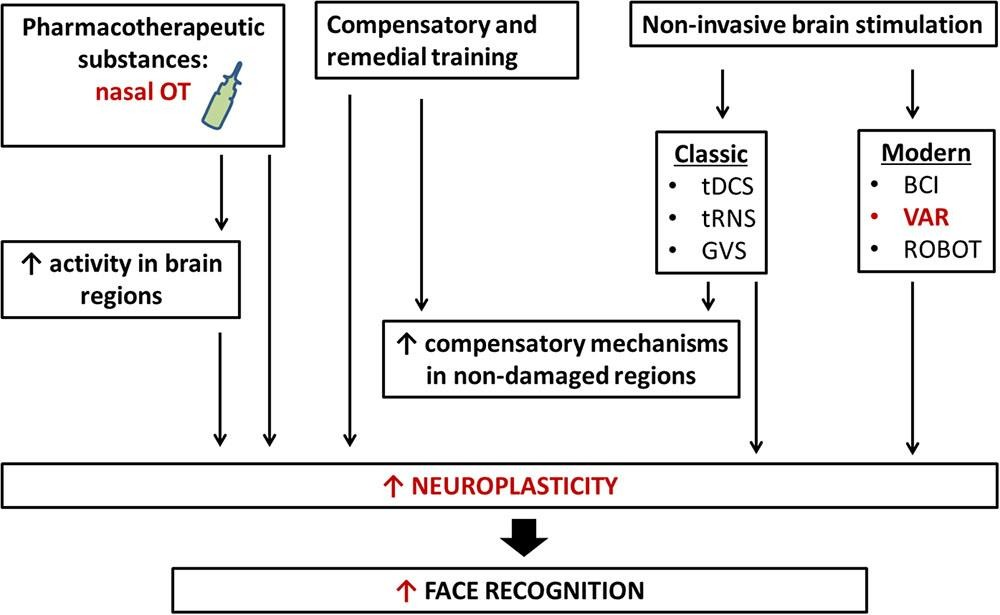 Pharmacotherapeutic
substances:
nasal OT
Compensatory and
remedial training
Non-invasive brain stimulation
Classic
• tDCS
• tRNS
• GVS
Modern
• BCI
• VAR
• ROBOT
↑ activity in brain
regions
↑ compensatory mechanisms
in non-damaged regions
↑ NEUROPLASTICITY
↑ FACE RECOGNITION